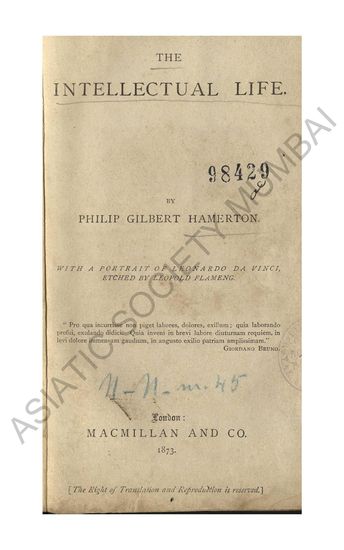 THE
INTELLECTUAL LIFE.
98429
BY
PHILIP GILBERT HAMERTON.
WITH A PORTRAIT OF LEONARDO DA VINCI,
ETCHED BY LEOPOLD FLAMENG.
"Pro qua incurrisse non piget labores, dolores, exilium; quia laborando
profeci, exulando didici. Quia inveni in brevi labore diuturnam requiem, in
levi dolore immensum gaudium, in angusto exilio patriam amplissimam."
GIORDANO BRUNO.
London:
MACMILLAN AND CO.
1873.
[The Right of Translation and Reproduction is reserved.]
ASIATIC SOCIETY MUMBAI